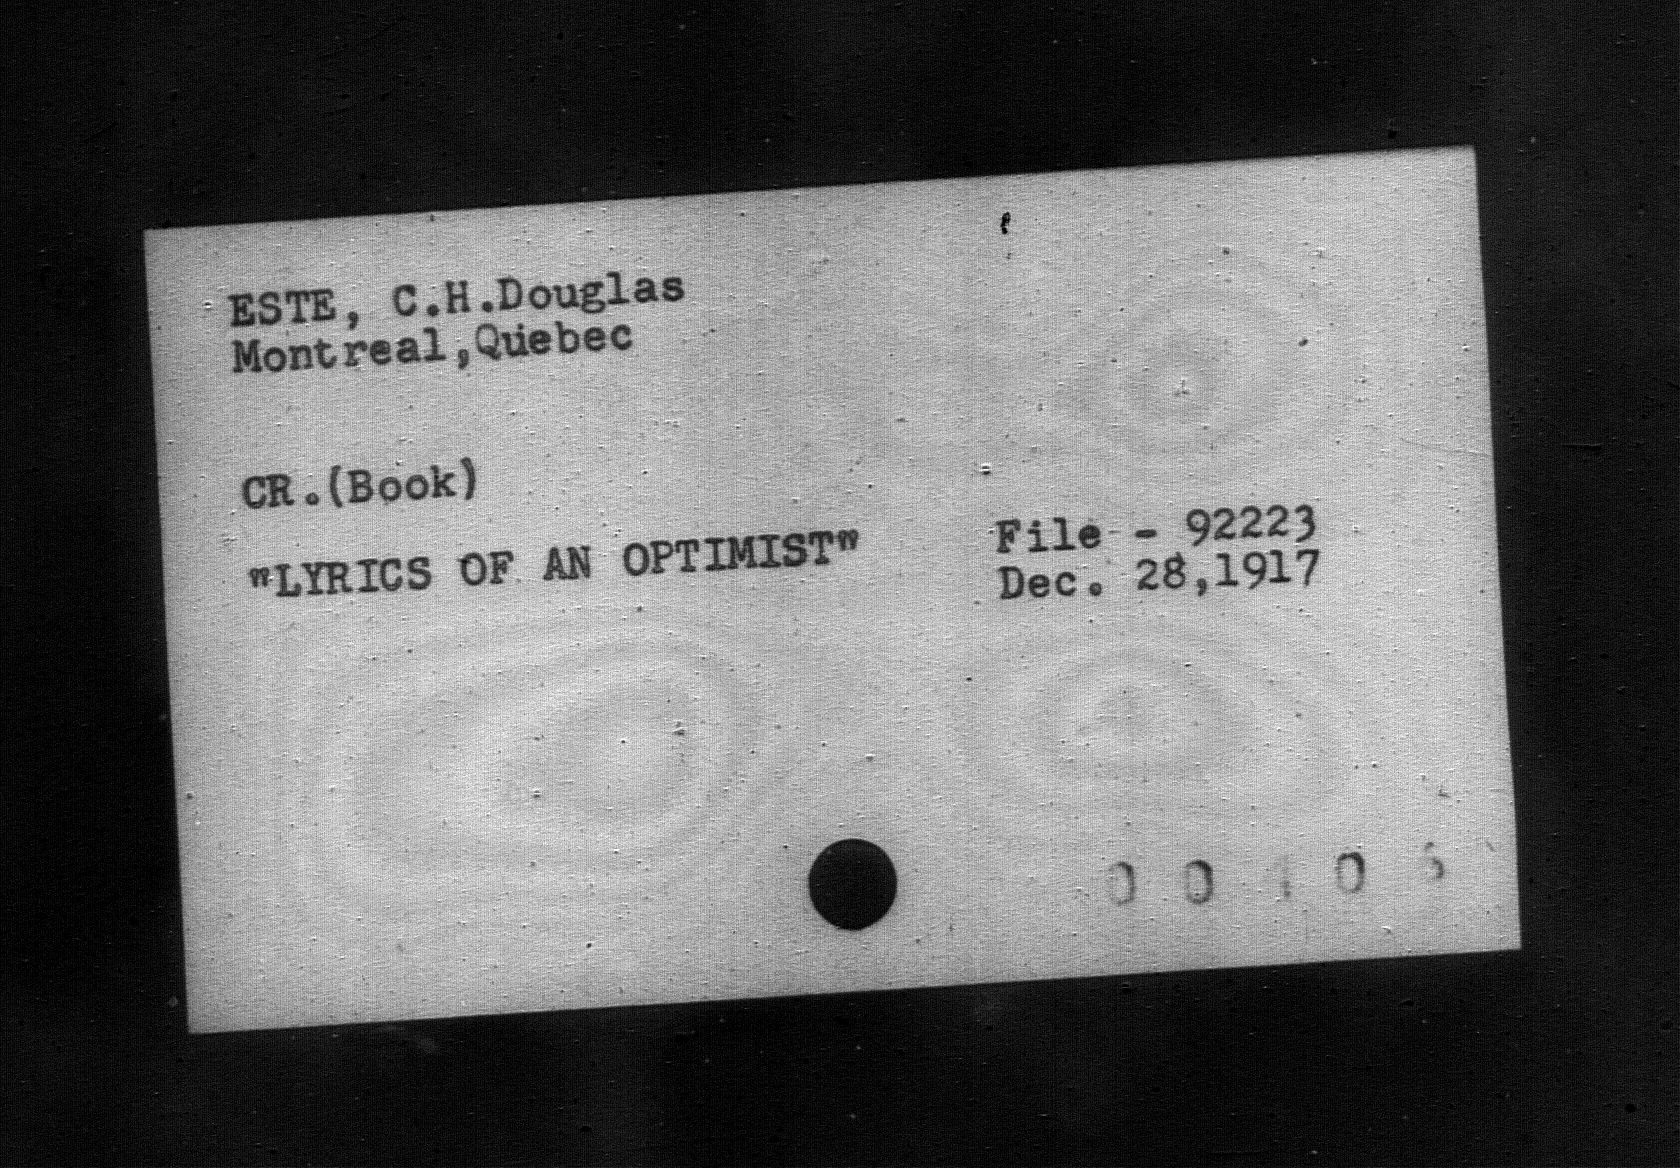 ESTE, C.H.Douglas
Montreal,Quebec
CR.(Book)
"LYRICS OF AN OPTIMIST"
File - 92223
Dec. 28,1917